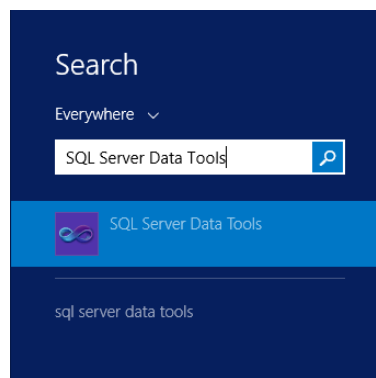 Search
Everywhere
SQL Server Data Tools
SQL Server Data Tools
sql server data tools